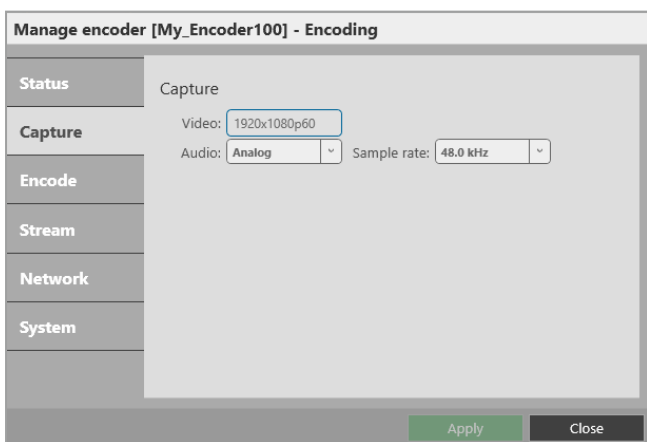 Manage encoder [My_Encoder100] - Encoding
Status
Capture
Encode
Stream
Network
System
Capture
Video: 1920x1080p60
Audio: Analog Sample rate: 48.0 kHz
Apply Close